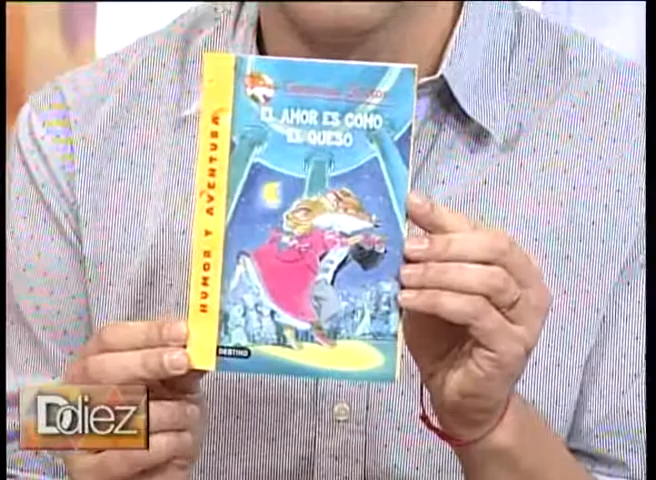 EL AMOR ES COMO
EL QUESO
HUMOR Y AVENTURA
DESTINO
DDiez